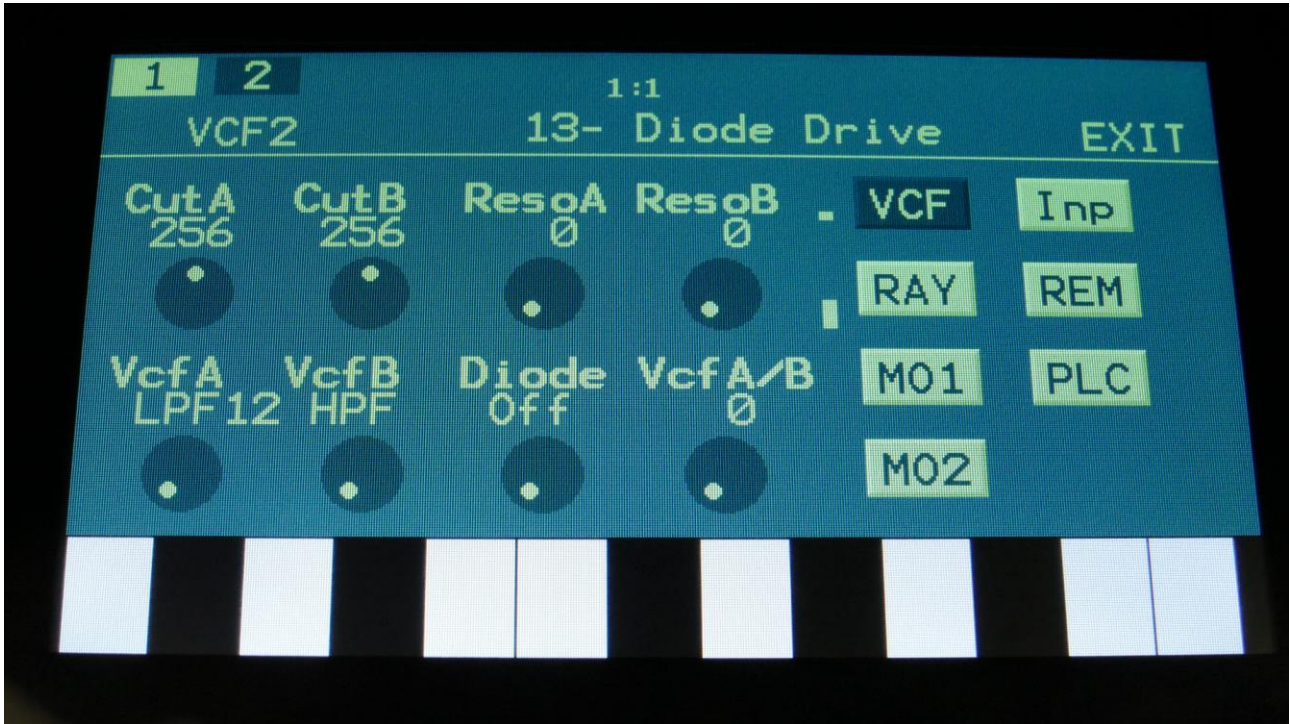 1 2
1:1
VCF2 13- Diode Drive EXIT
CutA CutB ResoA ResoB VCF Inp
256 256 0 0
RAY REM
VcfA VcfB Diode VcfA/B MO1 PLC
LPF12 HPF Off 0
MO2